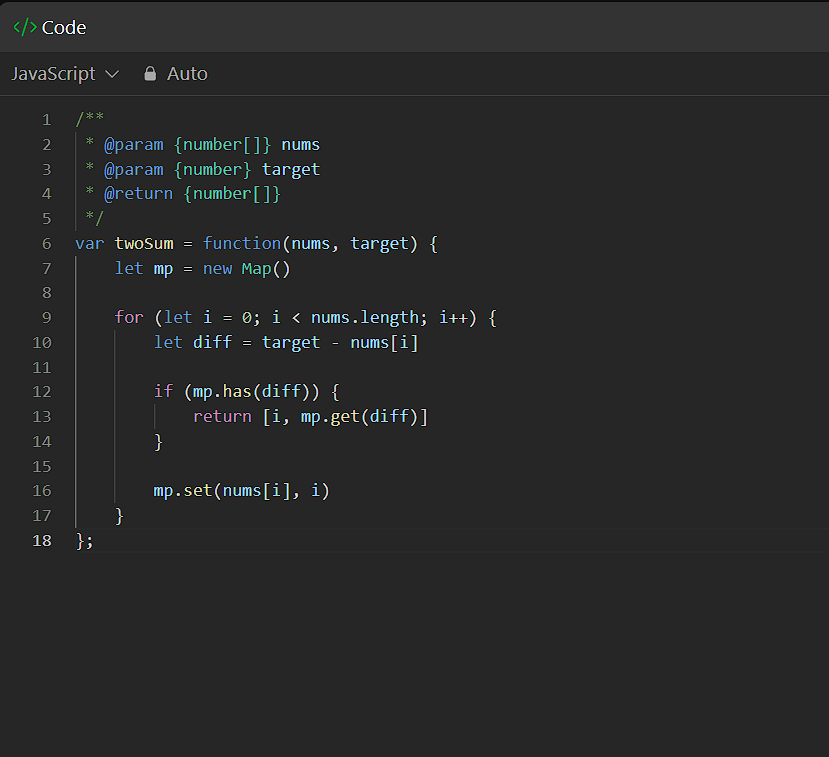 </> Code
JavaScript Auto
1 /**
2  * @param {number[]} nums
3  * @param {number} target
4  * @return {number[]}
5  */
6 var twoSum = function(nums, target) {
7     let mp = new Map()
8
9     for (let i = 0; i < nums.length; i++) {
10         let diff = target - nums[i]
11
12         if (mp.has(diff)) {
13             return [i, mp.get(diff)]
14         }
15
16         mp.set(nums[i], i)
17     }
18 };